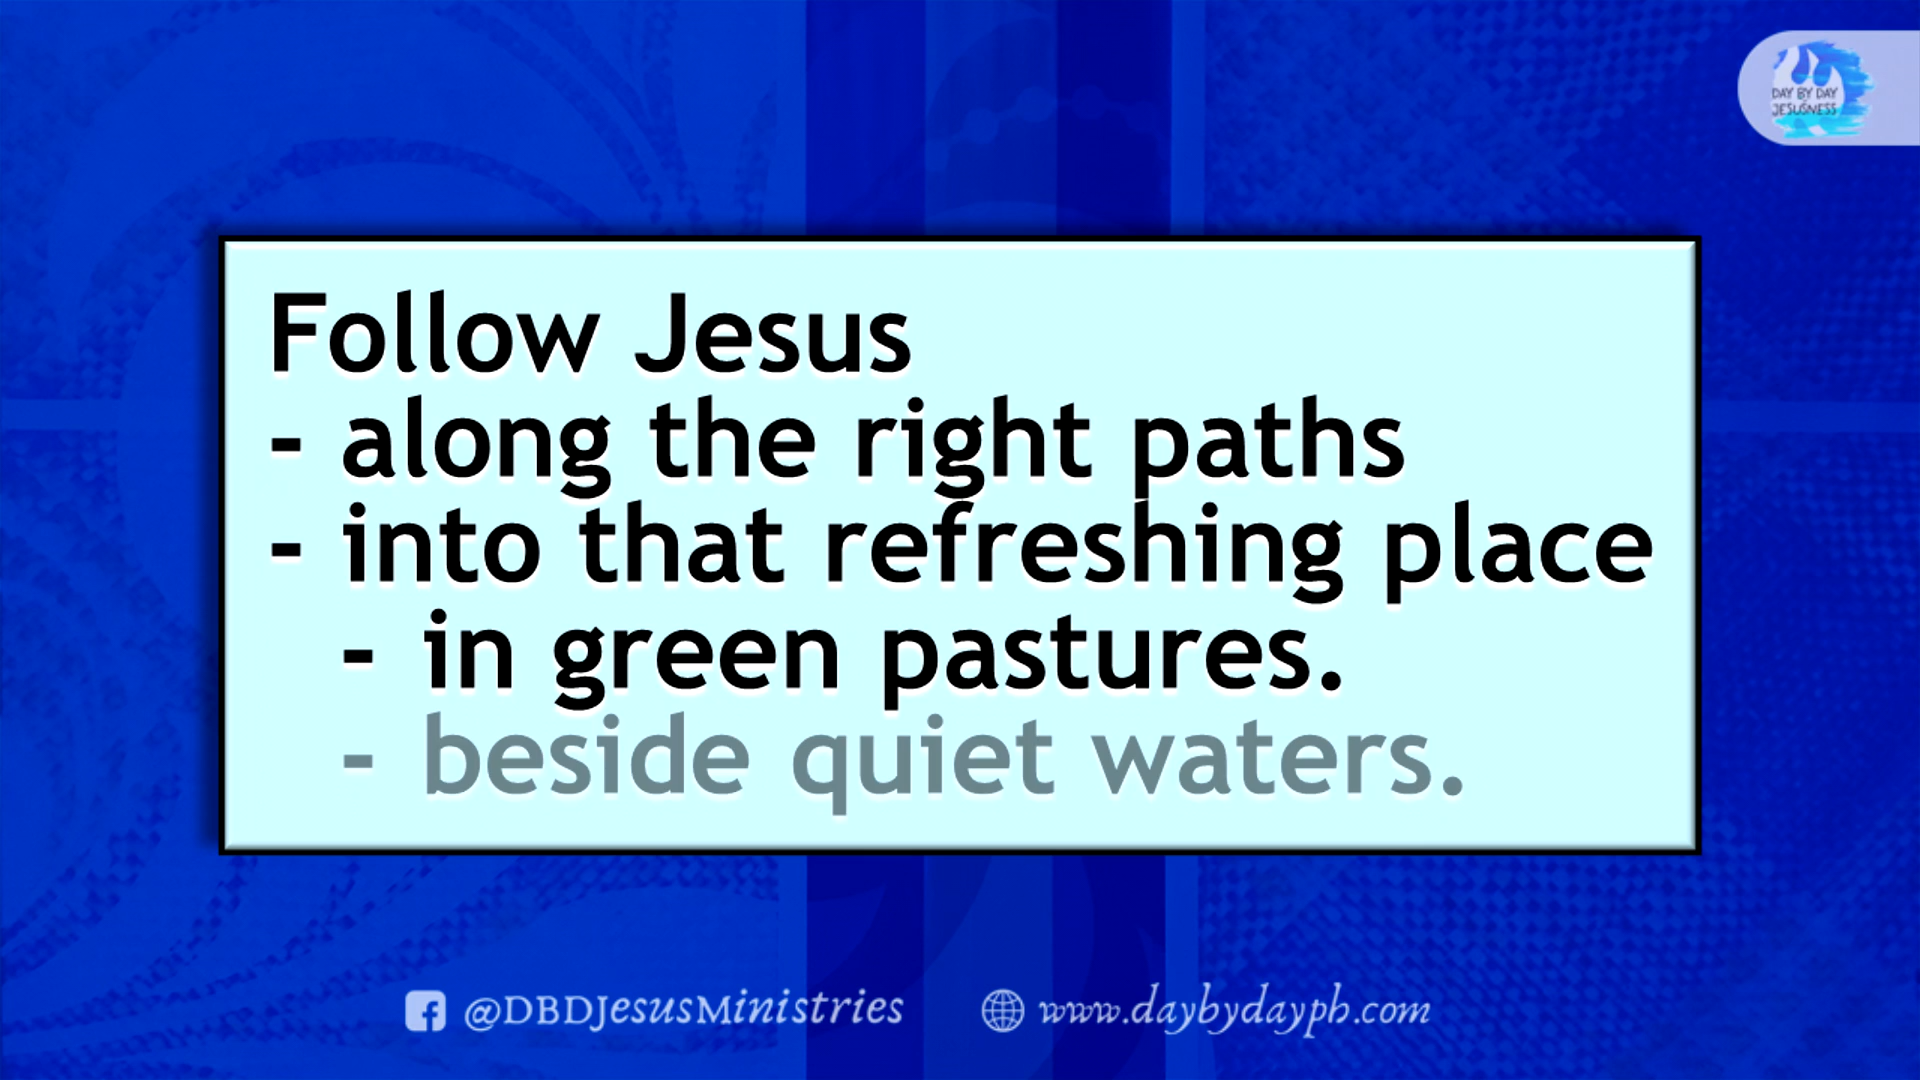 DAY BY DAY
JESUSNESS
Follow Jesus
- along the right paths
- into that refreshing place
- in green pastures.
- beside quiet waters.
@DBDJesusMinistries
www.daybydayph.com